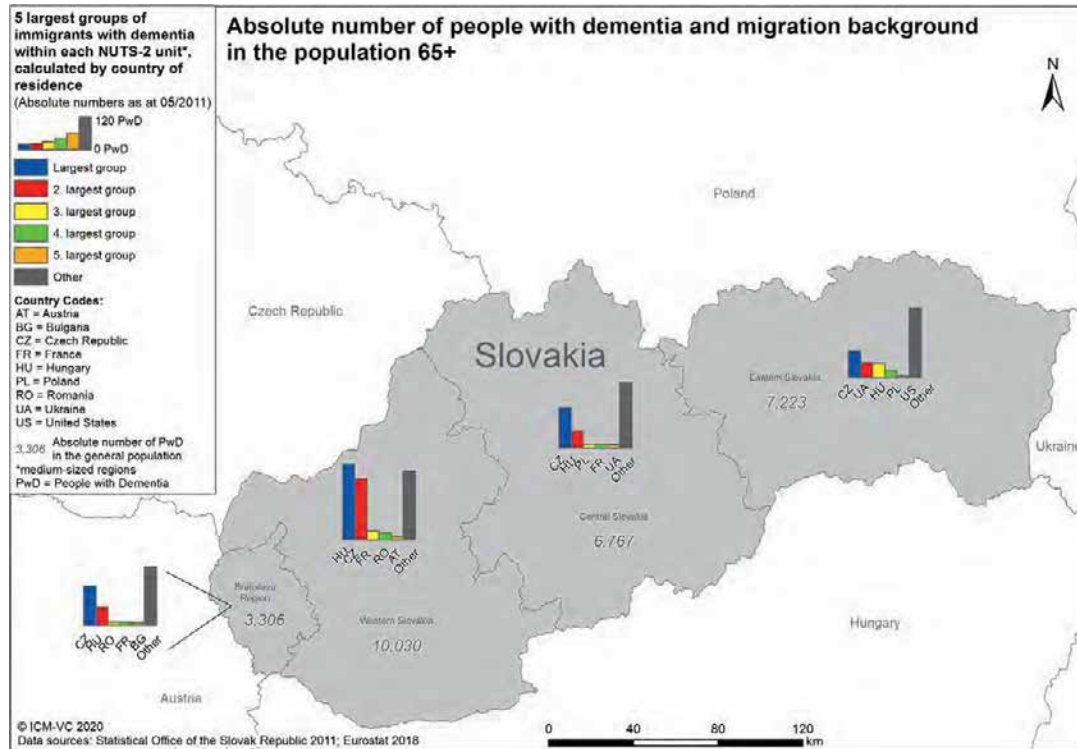 5 largest groups of
immigrants with dementia
within each NUTS-2 unit*,
calculated by country of
residence
(Absolute numbers as at 05/2011)
120 PwD
0 PwD
Largest group
2. largest group
3. largest group
4. largest group
5. largest group
Other
Country Codes:
AT = Austria
BG = Bulgaria
CZ = Czech Republic
FR = France
HU = Hungary
PL = Poland
RO = Romania
UA = Ukraine
US = United States
3,306 Absolute number of PwD
in the general population
*medium-sized regions
PwD = People with Dementia
Absolute number of people with dementia and migration background
in the population 65+
N
Poland
Czech Republic
Slovakia
Eastern Slovakia
7,223
CZ
UA
HU
PL
US
Other
Ukraine
CZ
HU
PL
FR
UA
Other
Central Slovakia
6,767
HU
CZ
FR
RO
AT
Other
Bratislava
Region
3,306
Western Slovakia
10,030
CZ
HU
RO
FR
BG
Other
Hungary
Austria
© ICM-VC 2020
Data sources: Statistical Office of the Slovak Republic 2011; Eurostat 2018
0 30 60 120
km